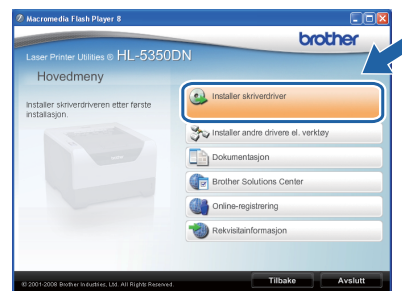 Macromedia Flash Player 8
brother
Laser Printer Utilities © HL-5350DN
Hovedmeny
Installer skriverdriveren etter første
installasjon.
Installer skriverdriver
Installer andre drivere el. verktøy
Dokumentasjon
Brother Solutions Center
Online-registrering
Rekvisitainformasjon
© 2001-2008 Brother Industries, Ltd. All Rights Reserved.
Tilbake
Avslutt